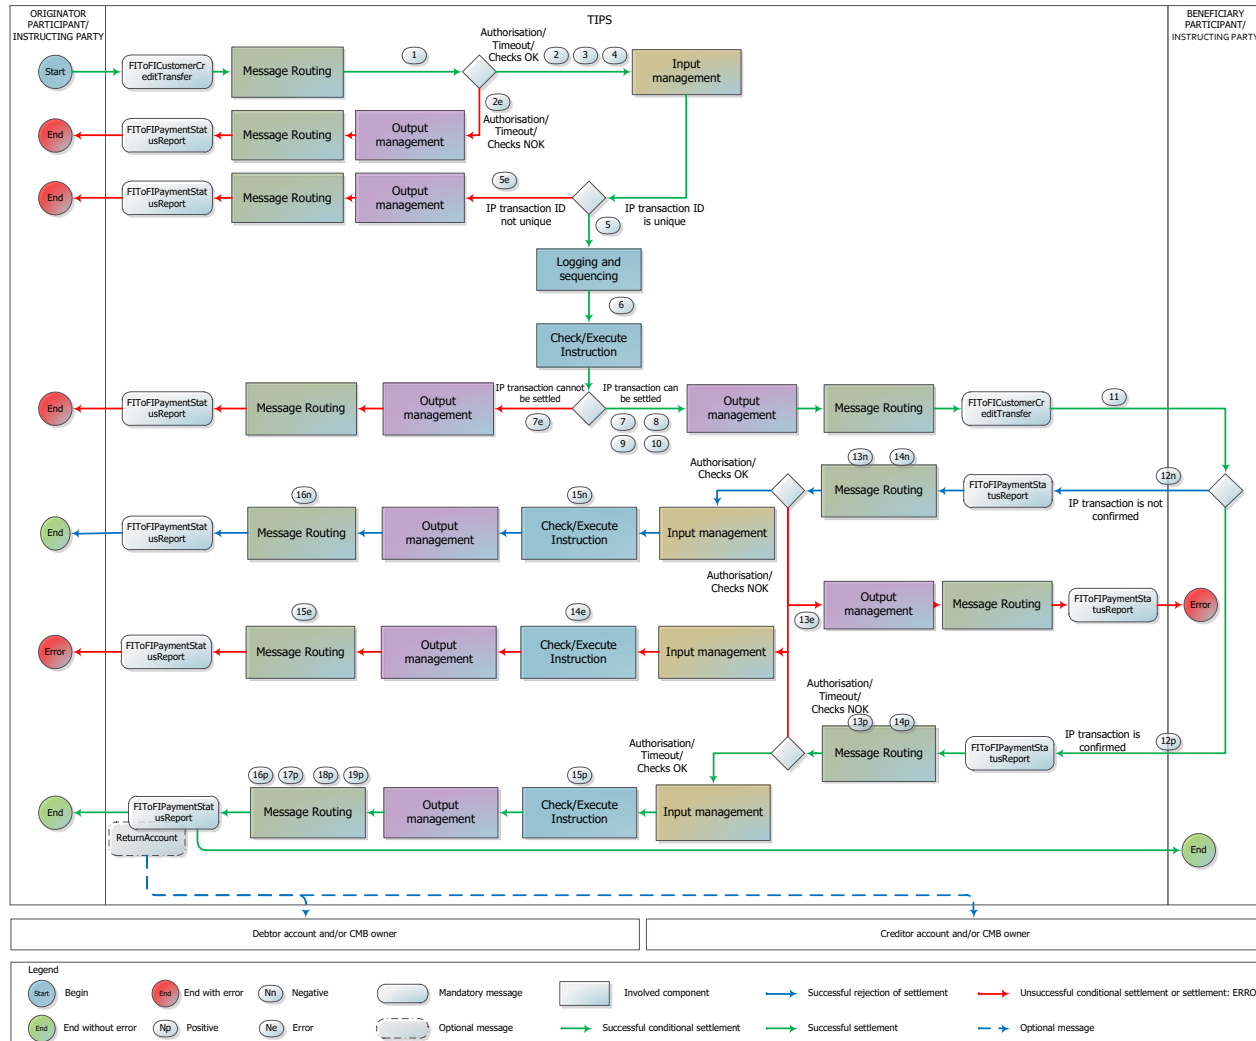 ORIGINATOR
PARTICIPANT/
INSTRUCTING PARTY
TIPS
BENEFICIARY
PARTICIPANT/
INSTRUCTING PARTY
Start
FIToFICustomerCr
editTransfer
Message Routing
1
Authorisation/
Timeout/
Checks OK
2
3
4
Input
management
2e
Authorisation/
Timeout/
Checks NOK
End
FIToFIPaymentStat
usReport
Message Routing
Output
management
End
FIToFIPaymentStat
usReport
Message Routing
Output
management
5e
IP transaction ID
not unique
IP transaction ID
is unique
5
Logging and
sequencing
6
Check/Execute
Instruction
End
FIToFIPaymentStat
usReport
Message Routing
Output
management
IP transaction cannot
be settled
7e
IP transaction can
be settled
7
8
9
10
Output
management
Message Routing
FIToFICustomerCr
editTransfer
11
Authorisation/
Checks OK
13n
14n
Message Routing
FIToFIPaymentSta
tusReport
12n
IP transaction is not
confirmed
16n
15n
End
FIToFIPaymentStat
usReport
Message Routing
Output
management
Check/Execute
Instruction
Input management
Authorisation/
Checks NOK
13e
Output
management
Message Routing
FIToFIPaymentSta
tusReport
Error
15e
14e
Error
FIToFIPaymentStat
usReport
Message Routing
Output
management
Check/Execute
Instruction
Input management
Authorisation/
Timeout/
Checks NOK
13p
14p
Message Routing
FIToFIPaymentSta
tusReport
IP transaction is
confirmed
12p
Authorisation/
Timeout/
Checks OK
16p
17p
18p
19p
15p
End
FIToFIPaymentStat
usReport
Message Routing
Output
management
Check/Execute
Instruction
Input management
ReturnAccount
End
Debtor account and/or CMB owner
Creditor account and/or CMB owner
Legend
Start
Begin
End
End with error
Nn
Negative
Mandatory message
Involved component
Successful rejection of settlement
Unsuccessful conditional settlement or settlement: ERRO
End
End without error
Np
Positive
Ne
Error
Optional message
Successful conditional settlement
Successful settlement
Optional message